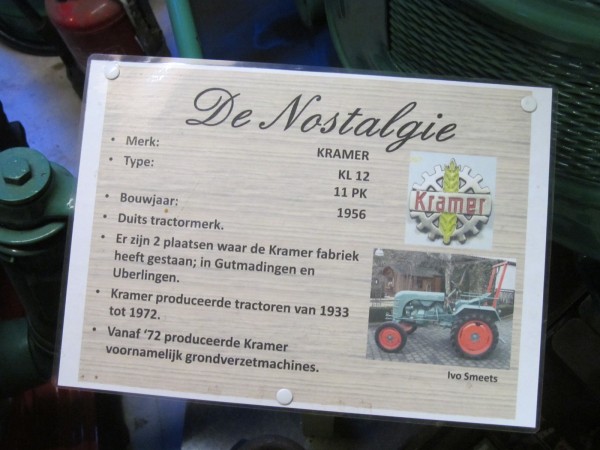 De Nostalgie
• Merk: KRAMER
• Type: KL 12
11 PK
• Bouwjaar: 1956
• Duits tractormerk.
• Er zijn 2 plaatsen waar de Kramer fabriek
heeft gestaan; in Gutmadingen en
Uberlingen.
• Kramer produceerde tractoren van 1933
tot 1972.
• Vanaf ‘72 produceerde Kramer
voornamelijk grondverzetmachines.
Kramer
Ivo Smeets